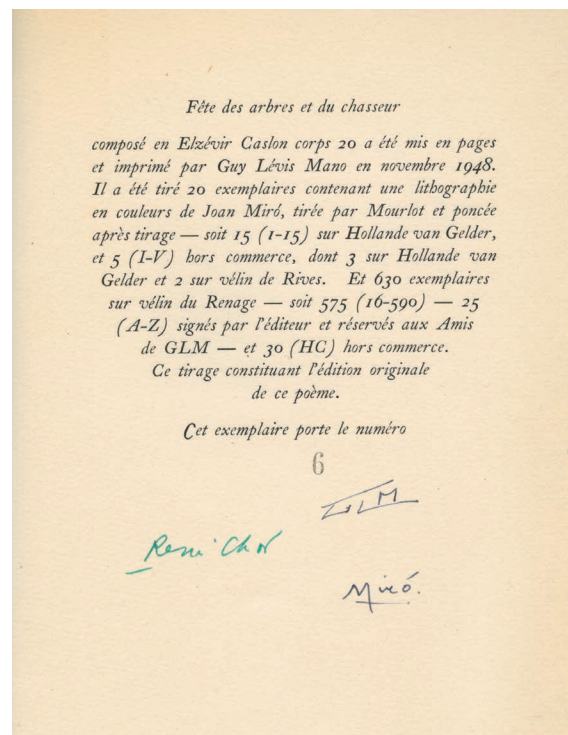 Fête des arbres et du chasseur
composé en Elzévir Caslon corps 20 a été mis en pages
et imprimé par Guy Lévis Mano en novembre 1948.
Il a été tiré 20 exemplaires contenant une lithographie
en couleurs de Joan Miró, tirée par Mourlot et poncée
après tirage — soit 15 (1-15) sur Hollande van Gelder,
et 5 (I-V) hors commerce, dont 3 sur Hollande van
Gelder et 2 sur vélin de Rives. Et 630 exemplaires
sur vélin du Renage — soit 575 (16-590) — 25
(A-Z) signés par l'éditeur et réservés aux Amis
de GLM — et 30 (HC) hors commerce.
Ce tirage constituant l'édition originale
de ce poème.
Cet exemplaire porte le numéro
6
GLM
René Char
Miró.